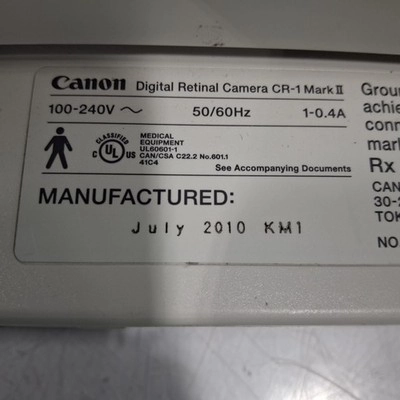 Canon Digital Retinal Camera CR-1 Mark II
100-240V ~ 50/60Hz 1-0.4A
CLASSIFIED
C UL US
MEDICAL
EQUIPMENT
UL60601-1
CAN/CSA C22.2 No.601.1
41C4
See Accompanying Documents
MANUFACTURED:
July 2010 KM1
Groun
achie
conn
mark
Rx
CAN
30-2
TOK
NO.